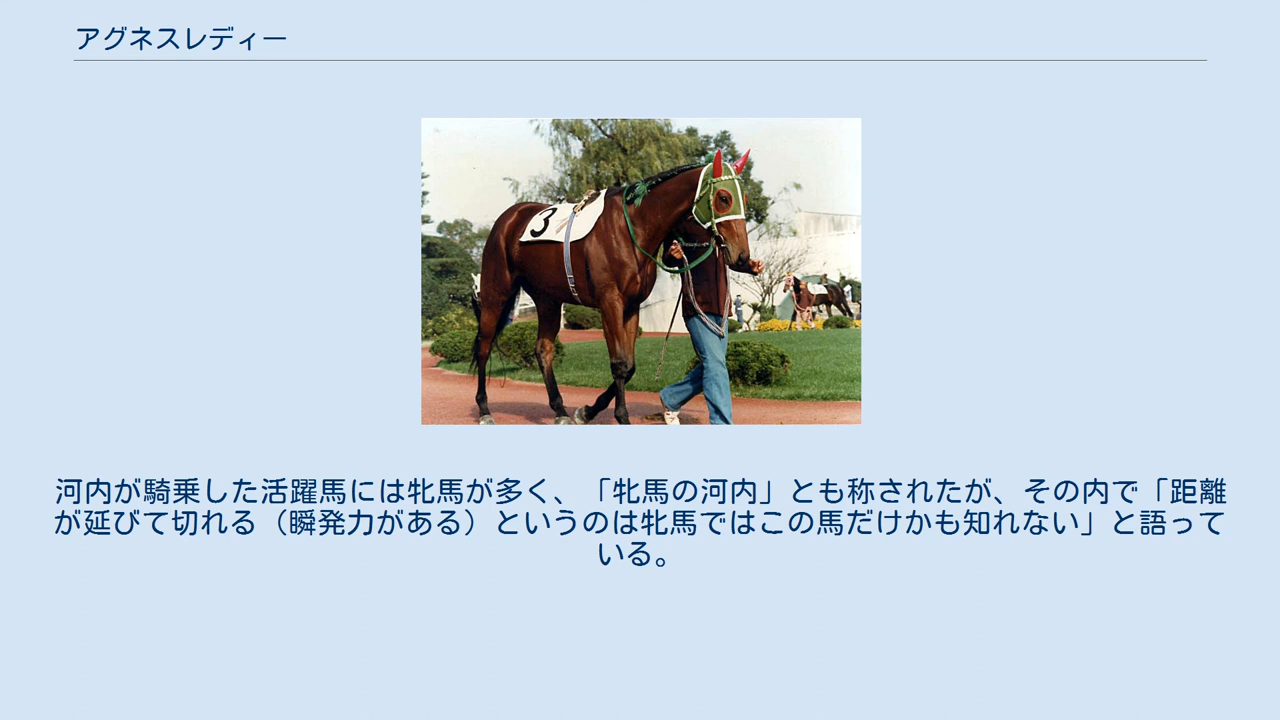 アグネスレディー
3
河内が騎乗した活躍馬には牝馬が多く、「牝馬の河内」とも称されたが、その内で「距離
が延びて切れる（瞬発力がある）というのは牝馬ではこの馬だけかも知れない」と語って
いる。